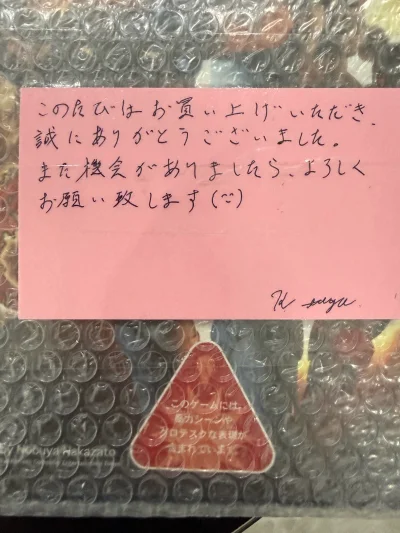 このたびはお買い上げいただき、
誠にありがとうございました。
また機会がありましたら、よろしく
お願い致します(ニ)
このゲームには、
暴力シーンや
グロテスクな表現が
含まれています。
by Nobuya Nakazato